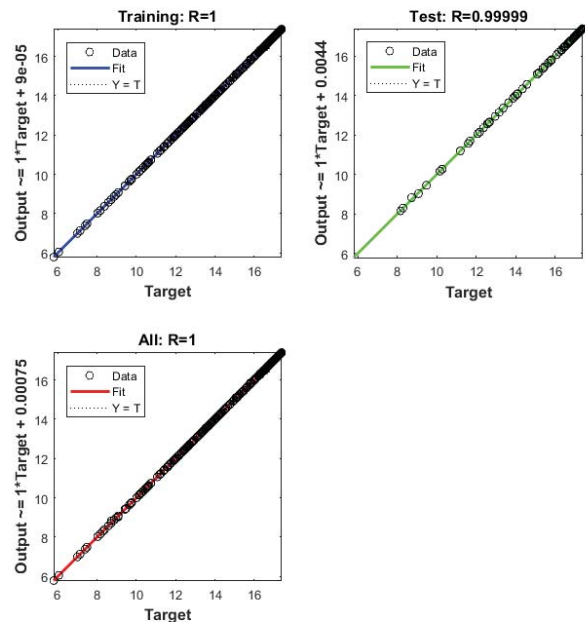 Training: R=1
Output ~= 1*Target + 9e-05
16
14
12
10
8
6
Data
Fit
Y = T
6 8 10 12 14 16
Target
Test: R=0.99999
Output ~= 1*Target + 0.0044
16
14
12
10
8
6
Data
Fit
Y = T
6 8 10 12 14 16
Target
All: R=1
Output ~= 1*Target + 0.00075
16
14
12
10
8
6
Data
Fit
Y = T
6 8 10 12 14 16
Target